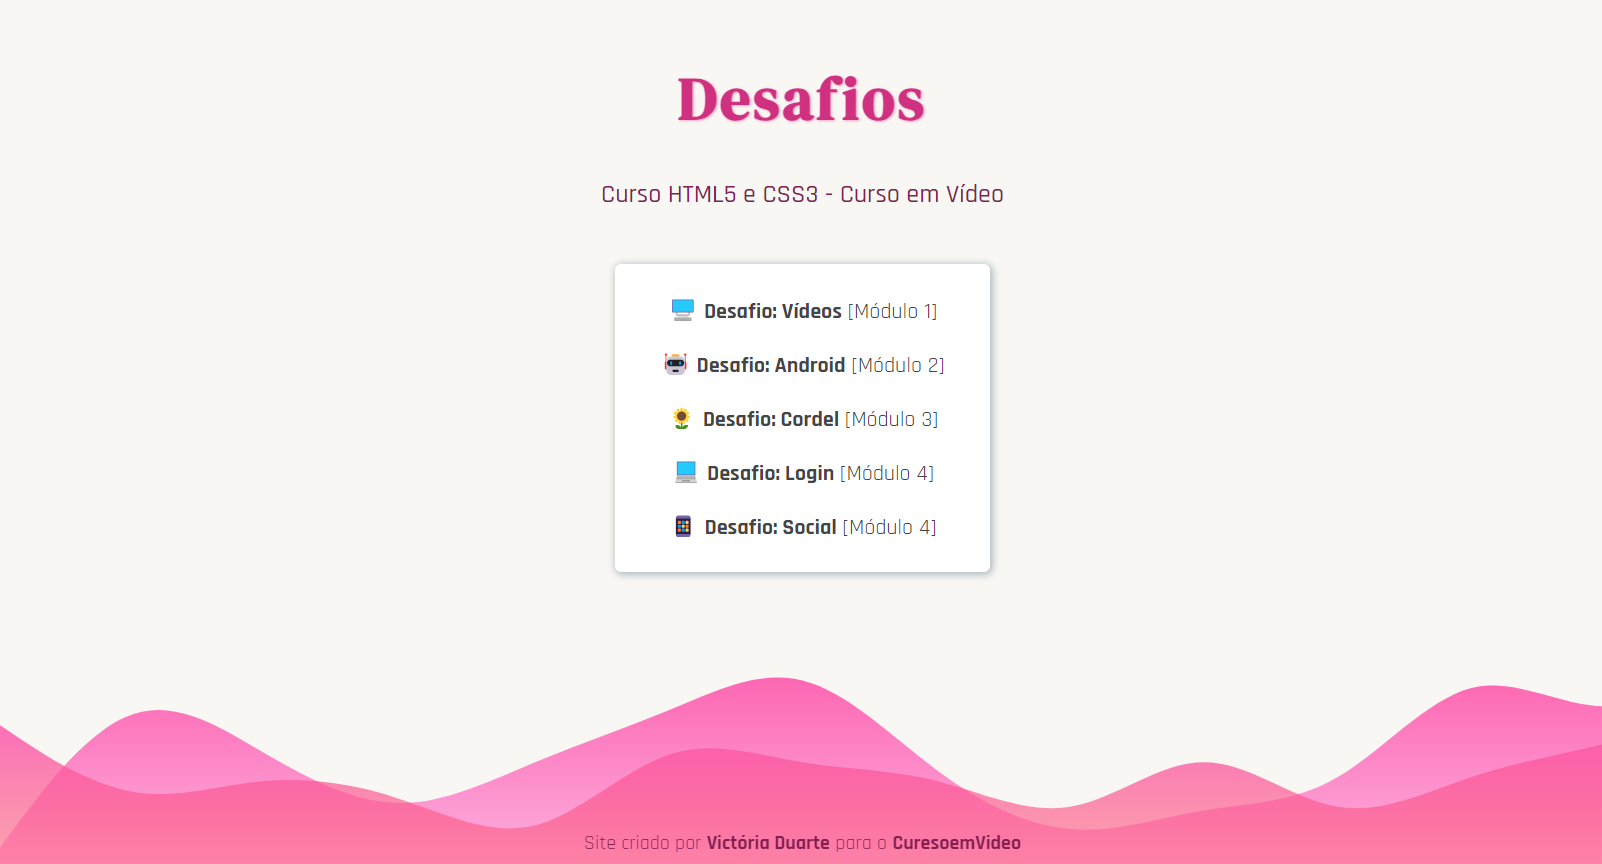 Desafios
Curso HTML5 e CSS3 - Curso em Vídeo
🖥️ Desafio: Vídeos [Módulo 1]
🤖 Desafio: Android [Módulo 2]
🌻 Desafio: Cordel [Módulo 3]
💻 Desafio: Login [Módulo 4]
📱 Desafio: Social [Módulo 4]
Site criado por Victória Duarte para o CuresoemVideo